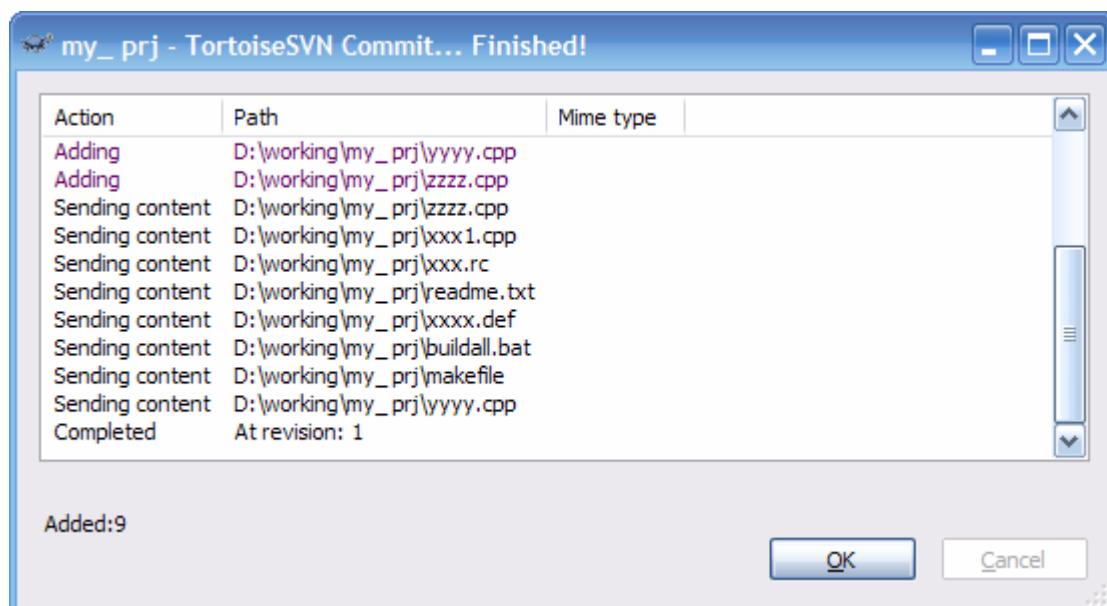 my_ prj - TortoiseSVN Commit... Finished!
Action Path Mime type
Adding D:\working\my_ prj\yyyy.cpp
Adding D:\working\my_ prj\zzzz.cpp
Sending content D:\working\my_ prj\zzzz.cpp
Sending content D:\working\my_ prj\xxx1.cpp
Sending content D:\working\my_ prj\xxx.rc
Sending content D:\working\my_ prj\readme.txt
Sending content D:\working\my_ prj\xxxx.def
Sending content D:\working\my_ prj\buildall.bat
Sending content D:\working\my_ prj\makefile
Sending content D:\working\my_ prj\yyyy.cpp
Completed At revision: 1
Added:9
OK Cancel